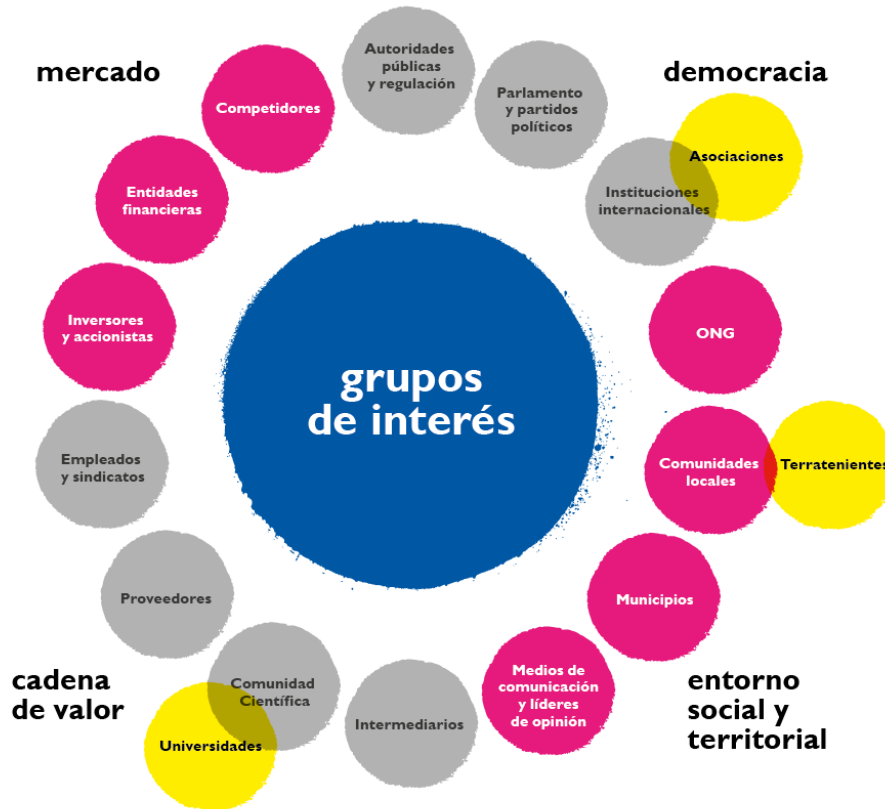 mercado
democracia
Autoridades
públicas
y regulación
Parlamento
y partidos
políticos
Competidores
Asociaciones
Instituciones
internacionales
Entidades
financieras
Inversores
y accionistas
ONG
grupos
de interés
Empleados
y sindicatos
Comunidades
locales
Terratenientes
Proveedores
Municipios
cadena
de valor
Comunidad
Científica
Universidades
Intermediarios
Medios de
comunicación
y líderes
de opinión
entorno
social y
territorial